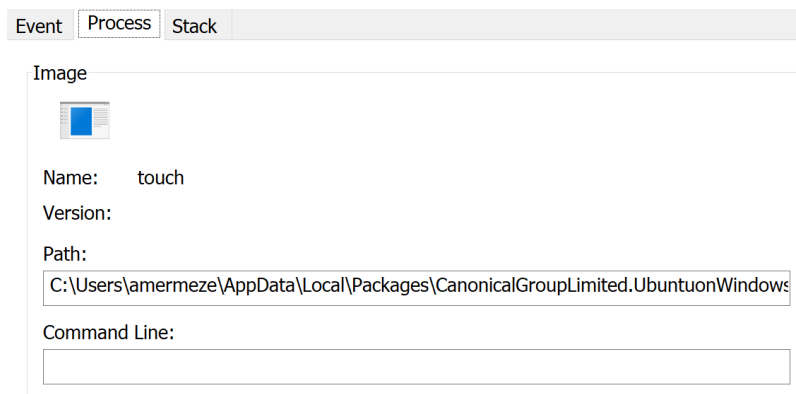 Event Process Stack
Image
Name: touch
Version:
Path:
C:\Users\amermeze\AppData\Local\Packages\CanonicalGroupLimited.UbuntuonWindows
Command Line: